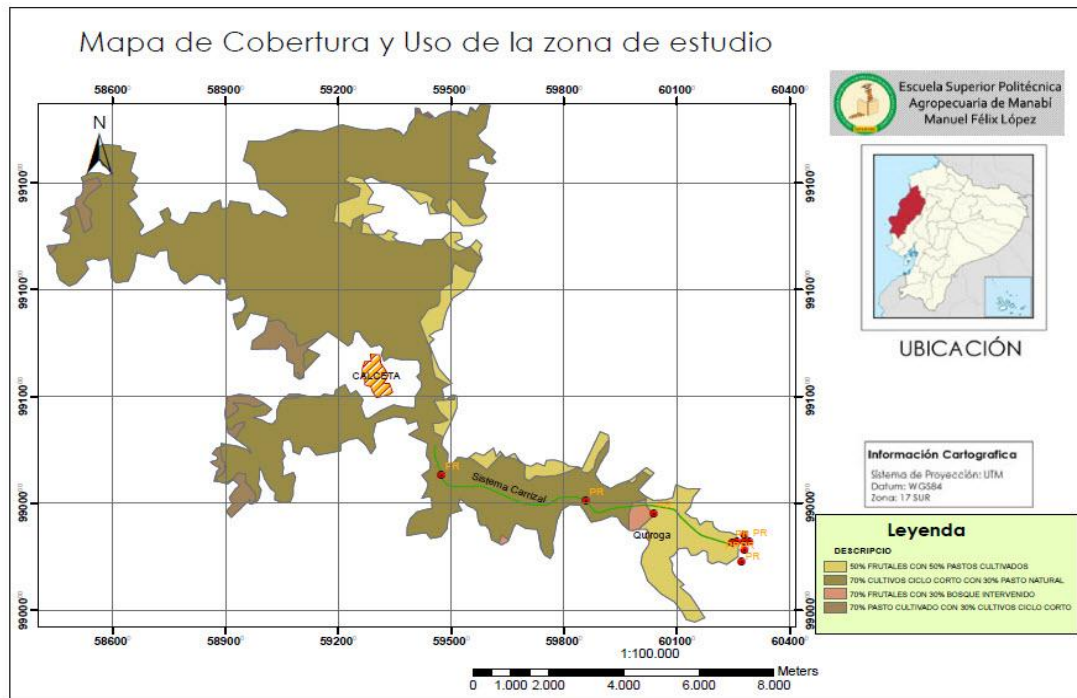 Mapa de Cobertura y Uso de la zona de estudio
58600 58900 59200 59500 59800 60100 60400
N
99100
99100
99100
99000
99000
99100
99100
99100
99000
99000
CALCETA
PR
Sistema Carrizal
PR
Quiroga
PR
PR
58600 58900 59200 59500 59800 60100 60400
1:100.000
Meters
0 1.000 2.000 4.000 6.000 8.000
Escuela Superior Politécnica
Agropecuaria de Manabí
Manuel Félix López
UBICACIÓN
Información Cartografica
Sistema de Proyección: UTM
Datum: WGS84
Zona: 17 SUR
Leyenda
DESCRIPCIO
50% FRUTALES CON 50% PASTOS CULTIVADOS
70% CULTIVOS CICLO CORTO CON 30% PASTO NATURAL
70% FRUTALES CON 30% BOSQUE INTERVENIDO
70% PASTO CULTIVADO CON 30% CULTIVOS CICLO CORTO